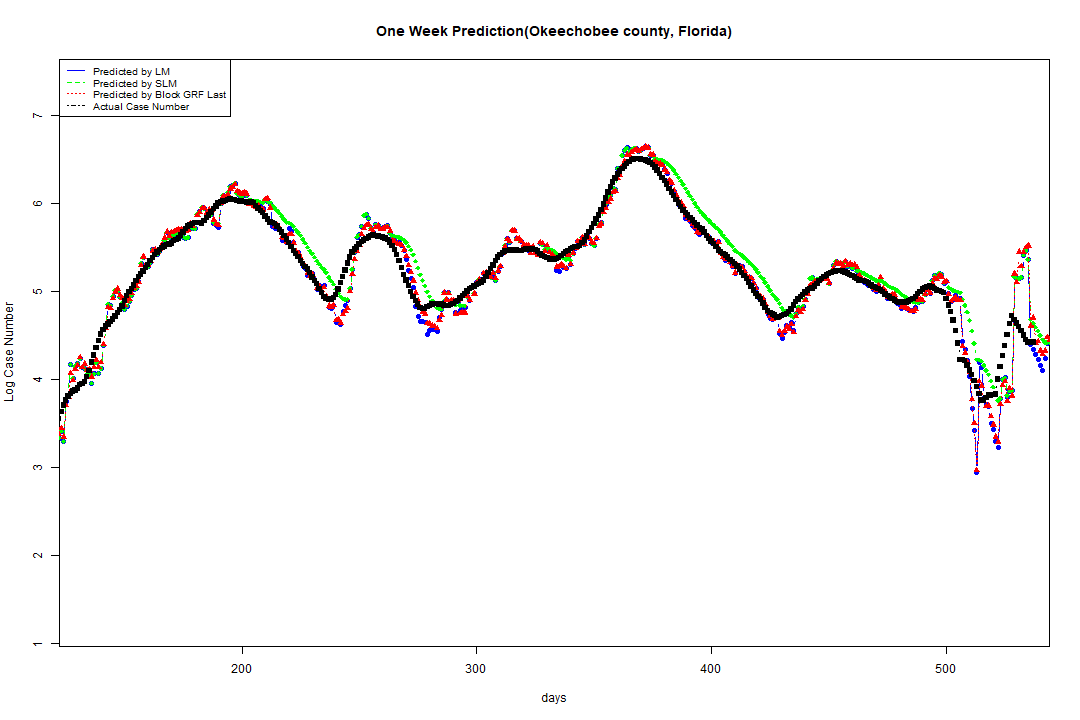 One Week Prediction(Okeechobee county, Florida)
Predicted by LM
Predicted by SLM
Predicted by Block GRF Last
Actual Case Number
7
6
5
4
3
2
1
Log Case Number
200
300
400
500
days